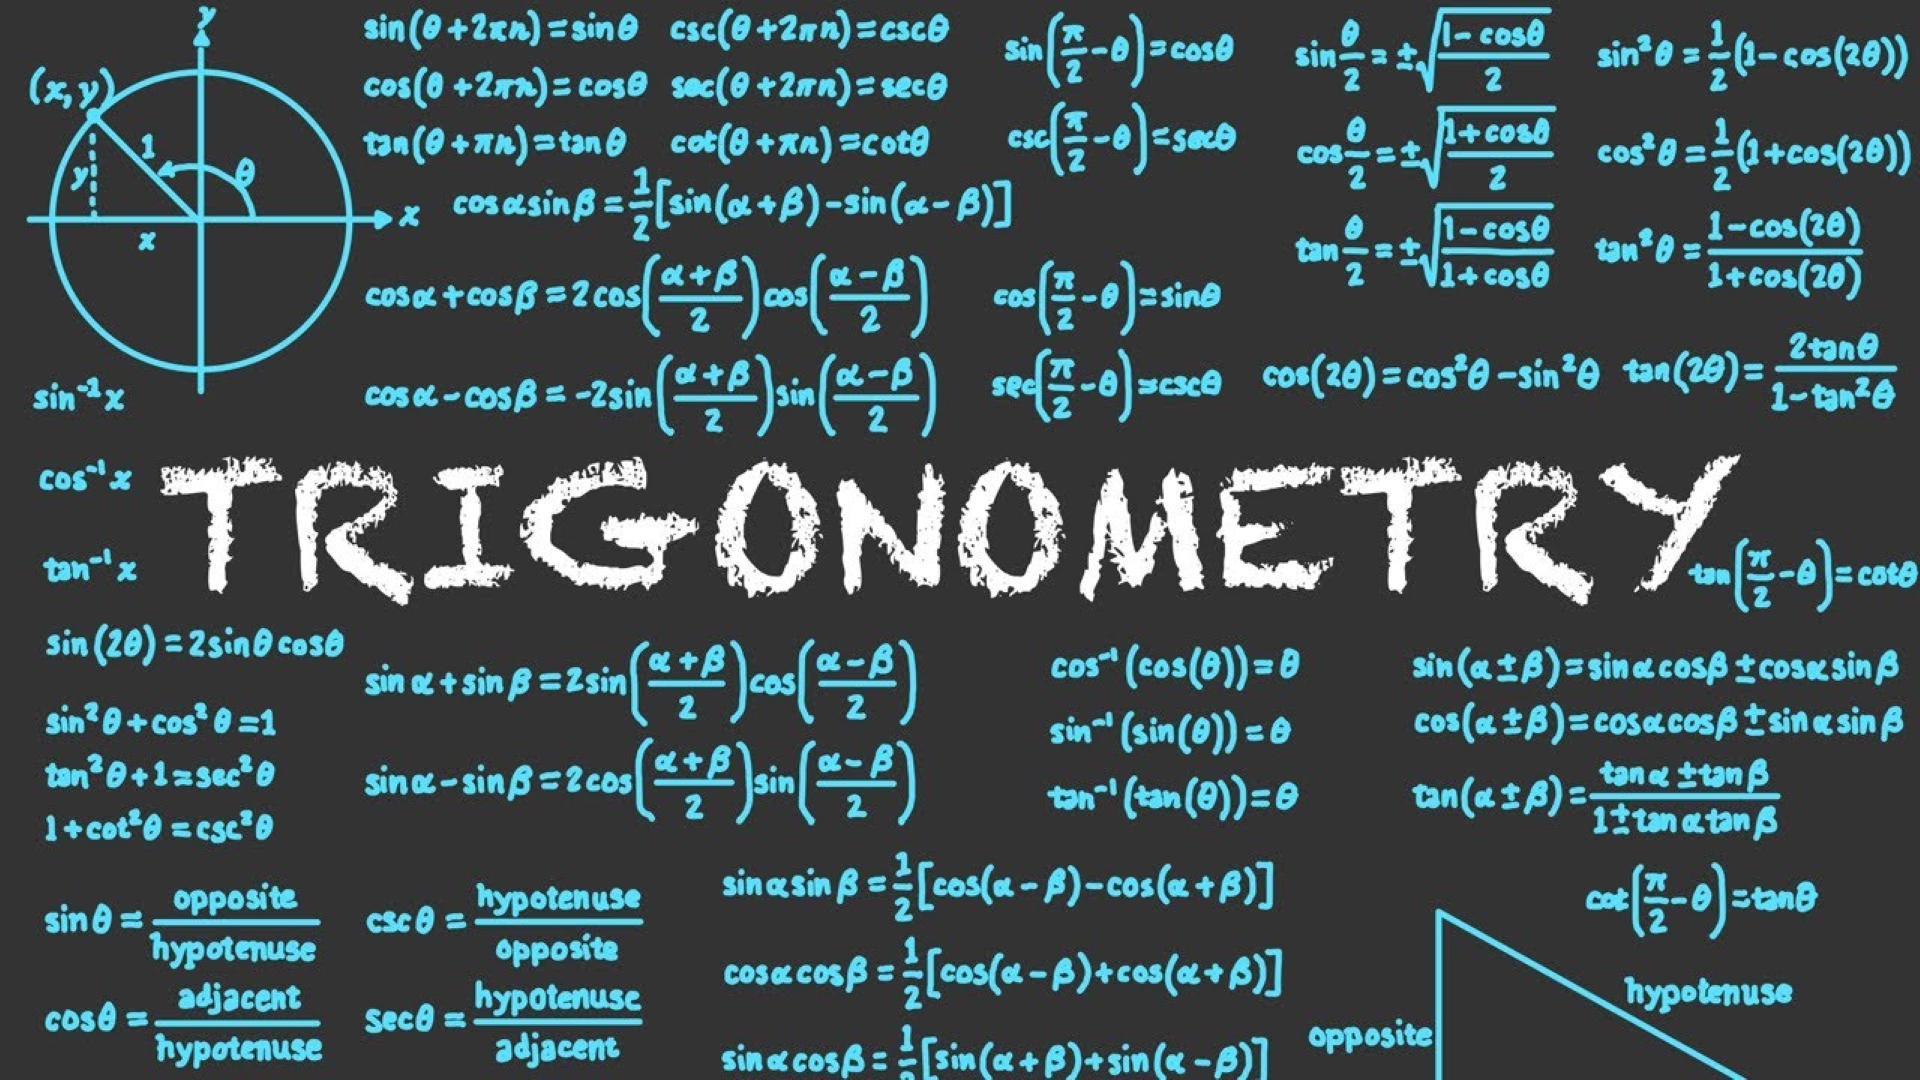 y
(x, y)
1
y
θ
x
x
sin(θ+2πn)=sinθ csc(θ+2πn)=cscθ
cos(θ+2πn)=cosθ sec(θ+2πn)=secθ
tan(θ+πn)=tanθ cot(θ+πn)=cotθ
cosαsinβ=1/2[sin(α+β)-sin(α-β)]
cosα+cosβ=2cos((α+β)/2)cos((α-β)/2)
cosα-cosβ=-2sin((α+β)/2)sin((α-β)/2)
sin(π/2-θ)=cosθ
csc(π/2-θ)=secθ
cos(π/2-θ)=sinθ
sec(π/2-θ)=cscθ
sin θ/2=±√((1-cosθ)/2)
cos θ/2=±√((1+cosθ)/2)
tan θ/2=±√((1-cosθ)/(1+cosθ))
sin²θ=1/2(1-cos(2θ))
cos²θ=1/2(1+cos(2θ))
tan²θ=(1-cos(2θ))/(1+cos(2θ))
cos(2θ)=cos²θ-sin²θ tan(2θ)=2tanθ/(1-tan²θ)
sin⁻¹x
cos⁻¹x
tan⁻¹x
TRIGONOMETRY
tan(π/2-θ)=cotθ
sin(2θ)=2sinθcosθ
sin²θ+cos²θ=1
tan²θ+1=sec²θ
1+cot²θ=csc²θ
sinα+sinβ=2sin((α+β)/2)cos((α-β)/2)
sinα-sinβ=2cos((α+β)/2)sin((α-β)/2)
cos⁻¹(cos(θ))=θ
sin⁻¹(sin(θ))=θ
tan⁻¹(tan(θ))=θ
sin(α±β)=sinαcosβ±cosαsinβ
cos(α±β)=cosαcosβ±sinαsinβ
tan(α±β)=(tanα±tanβ)/(1±tanαtanβ)
cot(π/2-θ)=tanθ
sinθ=opposite/hypotenuse
cscθ=hypotenuse/opposite
cosθ=adjacent/hypotenuse
secθ=hypotenuse/adjacent
sinαsinβ=1/2[cos(α-β)-cos(α+β)]
cosαcosβ=1/2[cos(α-β)+cos(α+β)]
sinαcosβ=1/2[sin(α+β)+sin(α-β)]
hypotenuse
opposite